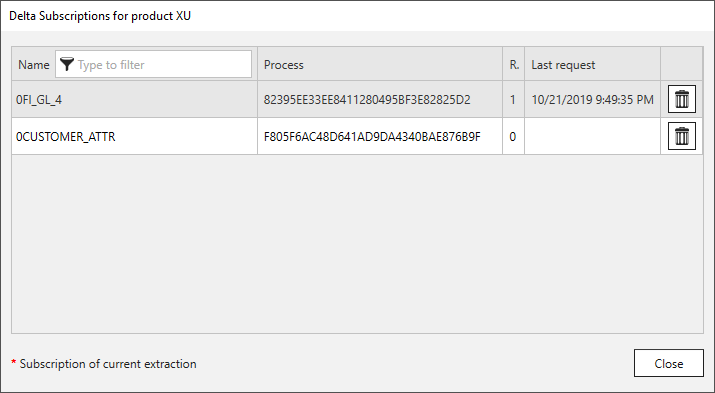 Delta Subscriptions for product XU
Name Type to filter Process R. Last request
0FI_GL_4 82395EE33EE8411280495BF3E82825D2 1 10/21/2019 9:49:35 PM
0CUSTOMER_ATTR F805F6AC48D641AD9DA4340BAE876B9F 0
* Subscription of current extraction Close